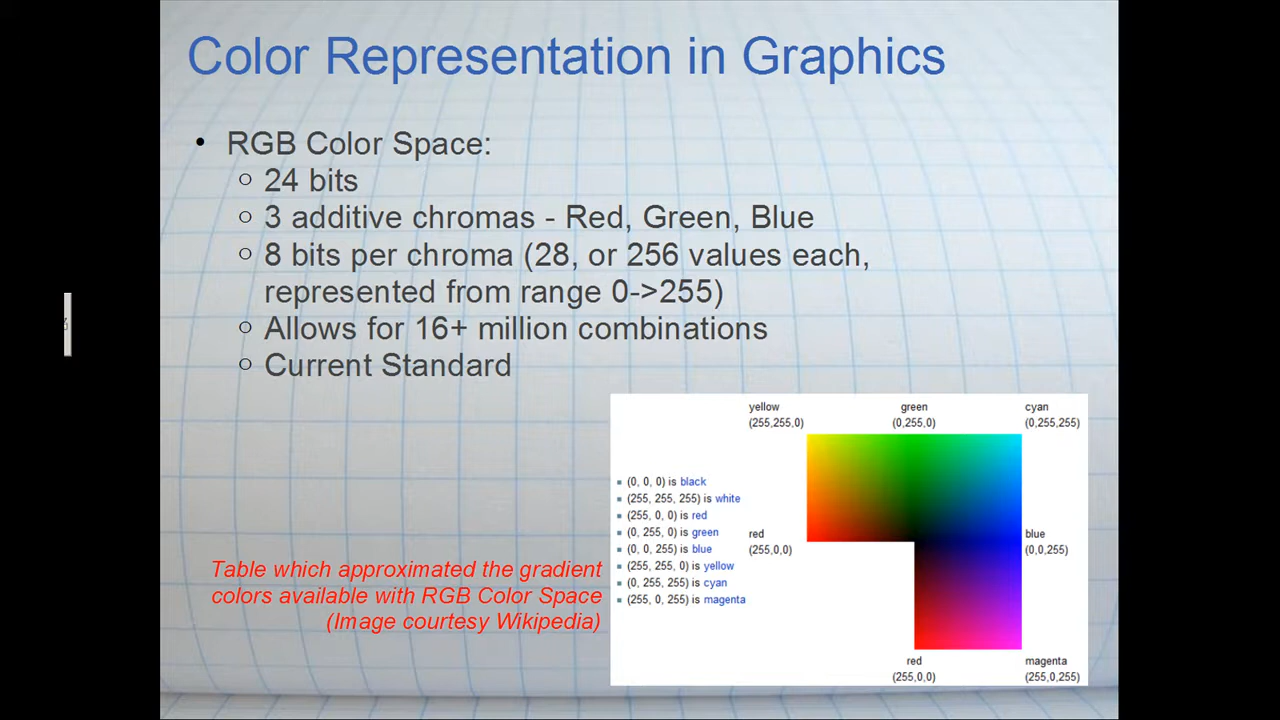 Color Representation in Graphics
• RGB Color Space:
○ 24 bits
○ 3 additive chromas - Red, Green, Blue
○ 8 bits per chroma (28, or 256 values each,
represented from range 0->255)
○ Allows for 16+ million combinations
○ Current Standard
yellow
(255,255,0)
green
(0,255,0)
cyan
(0,255,255)
(0, 0, 0) is black
(255, 255, 255) is white
(255, 0, 0) is red
(0, 255, 0) is green
(0, 0, 255) is blue
(255, 255, 0) is yellow
(0, 255, 255) is cyan
(255, 0, 255) is magenta
red
(255,0,0)
blue
(0,0,255)
red
(255,0,0)
magenta
(255,0,255)
Table which approximated the gradient
colors available with RGB Color Space
(Image courtesy Wikipedia)